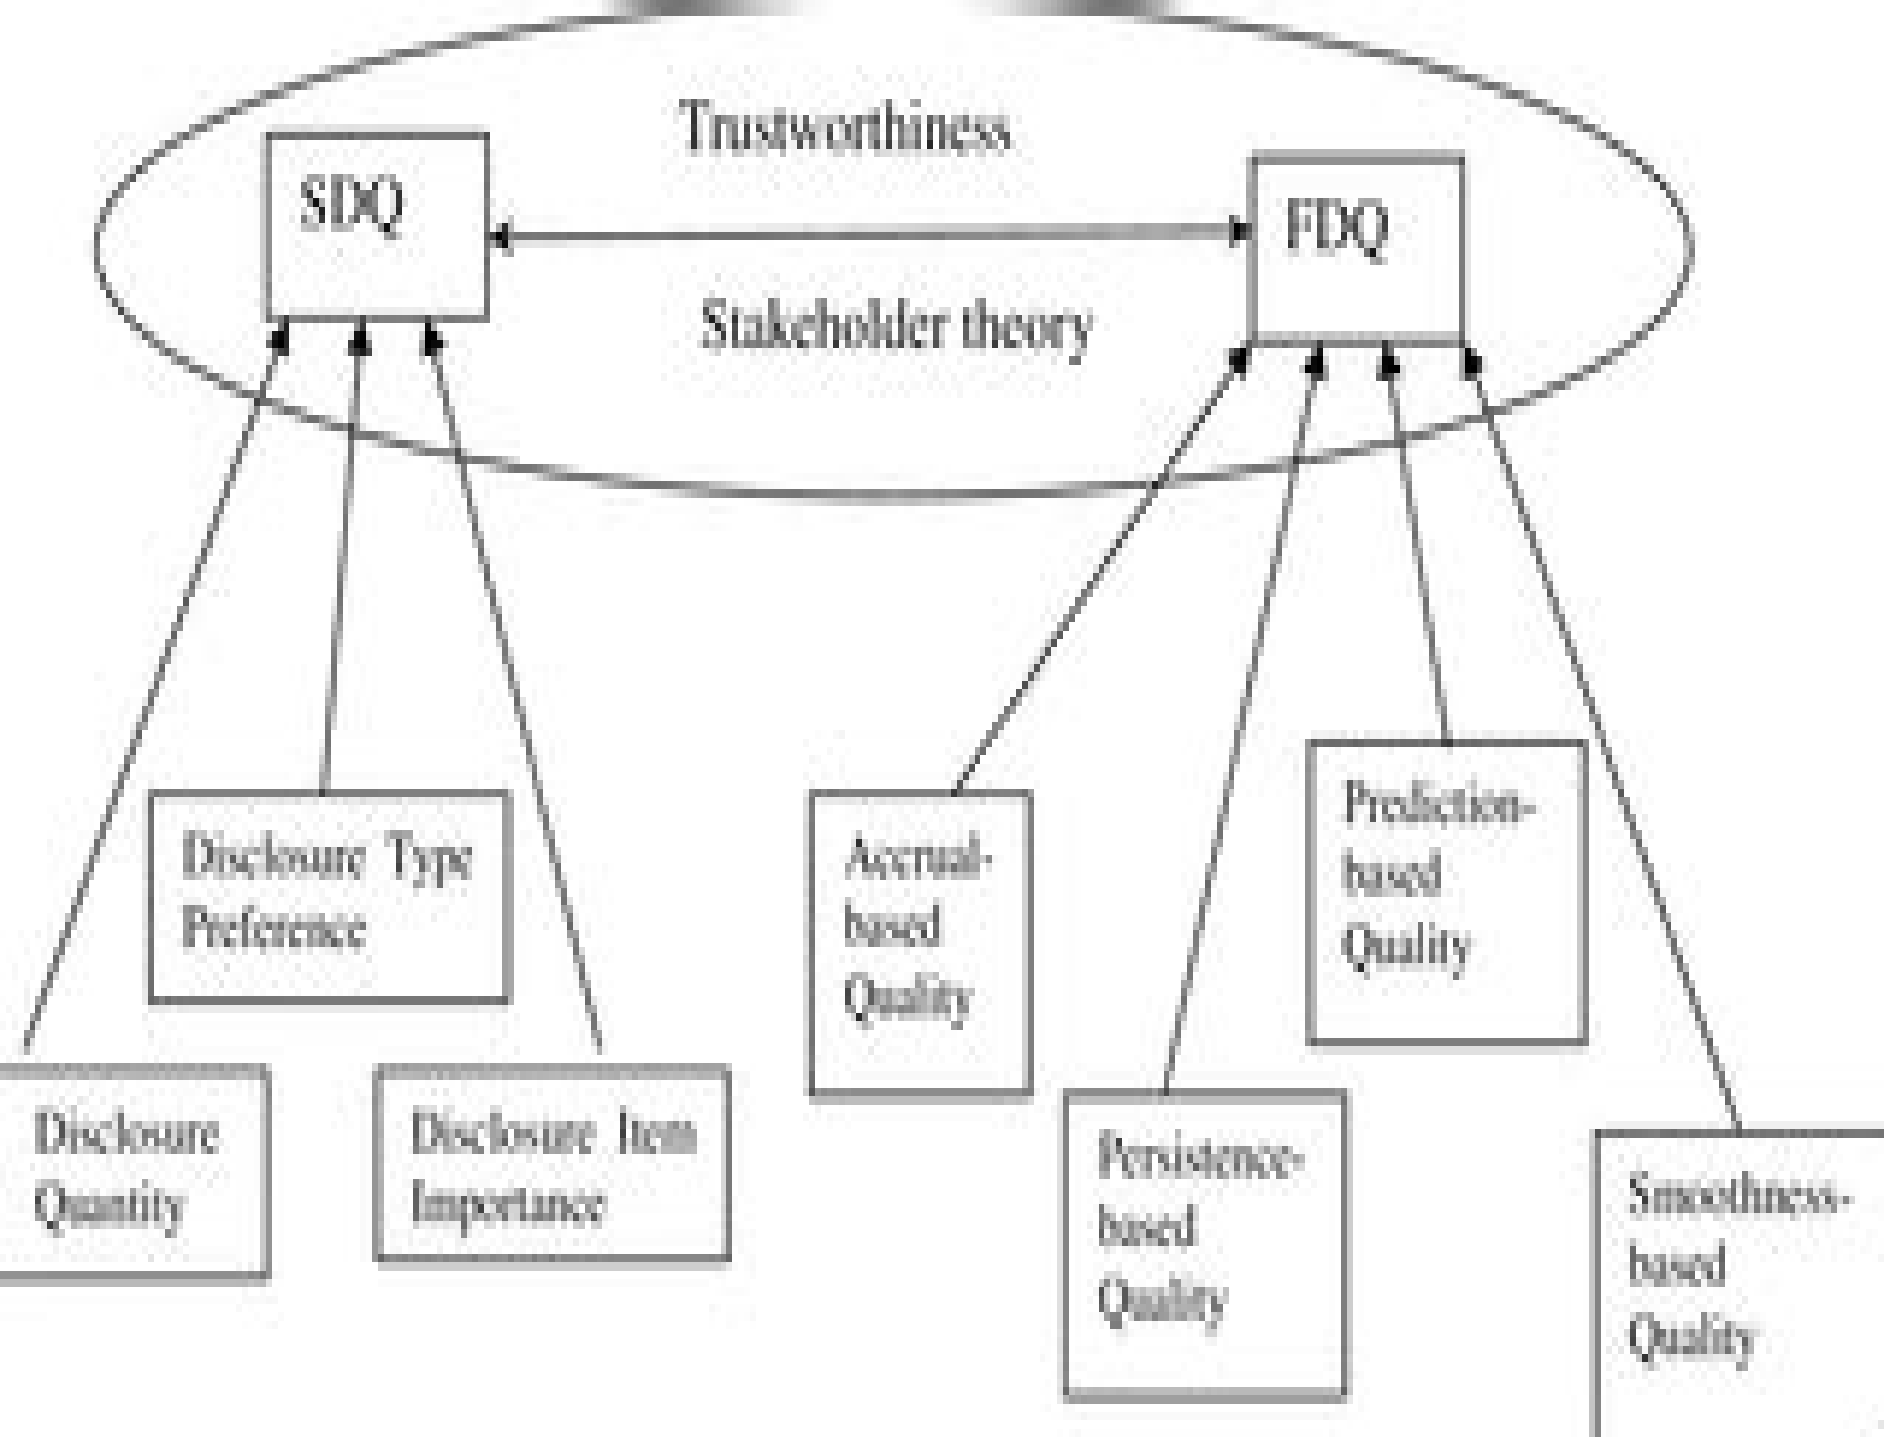 Trustworthiness
SDQ
FDQ
Stakeholder theory
Disclosure Type
Preference
Accrual-
based
Quality
Prediction-
based
Quality
Disclosure
Quantity
Disclosure Item
Importance
Persistence-
based
Quality
Smoothness-
based
Quality